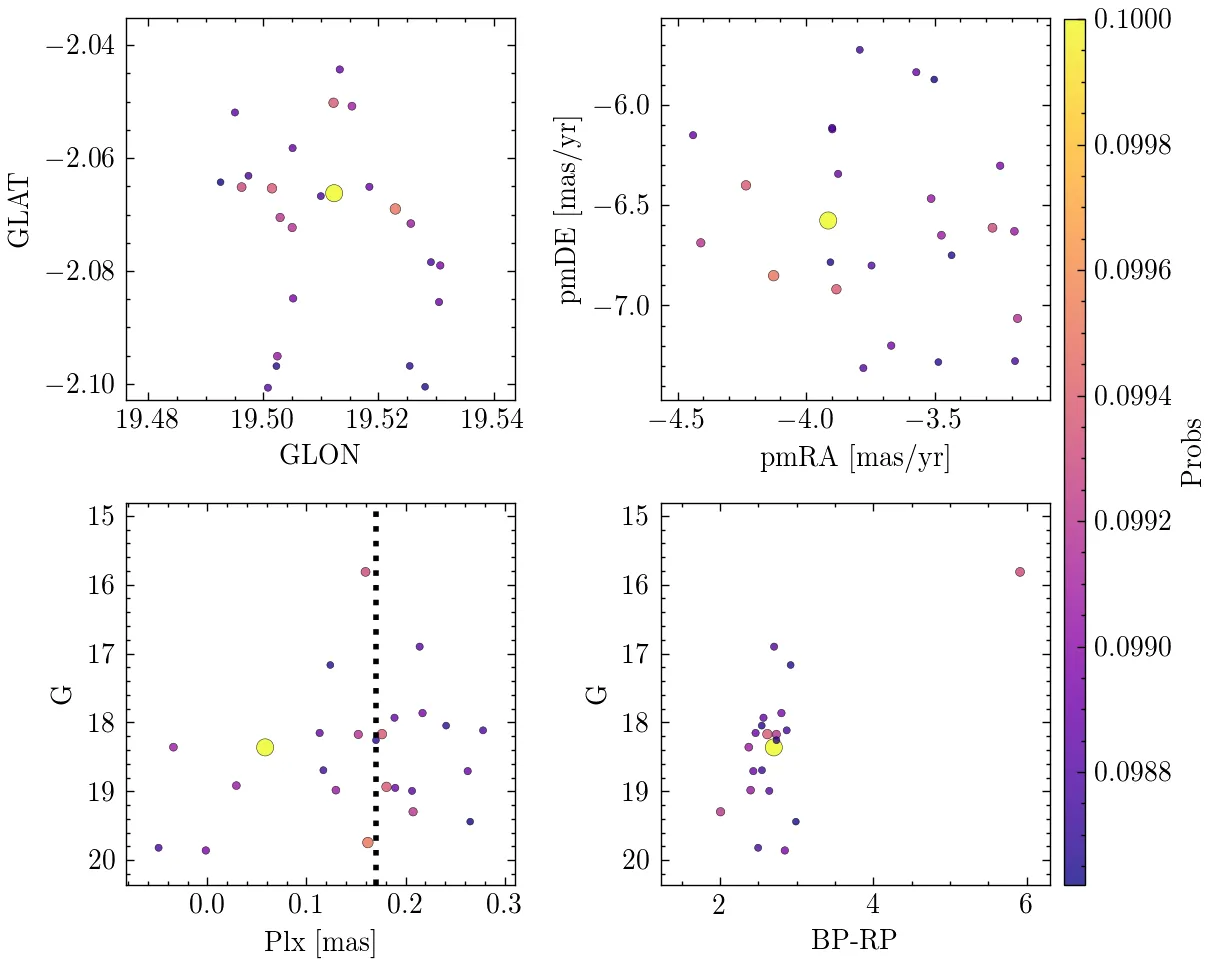 −2.04
−2.06
−2.08
−2.10
GLAT
19.48 19.50 19.52 19.54
GLON
−6.0
−6.5
−7.0
pmDE [mas/yr]
−4.5 −4.0 −3.5
pmRA [mas/yr]
15
16
17
18
19
20
G
0.0 0.1 0.2 0.3
Plx [mas]
15
16
17
18
19
20
G
2 4 6
BP-RP
0.1000
0.0998
0.0996
0.0994
0.0992
0.0990
0.0988
Probs